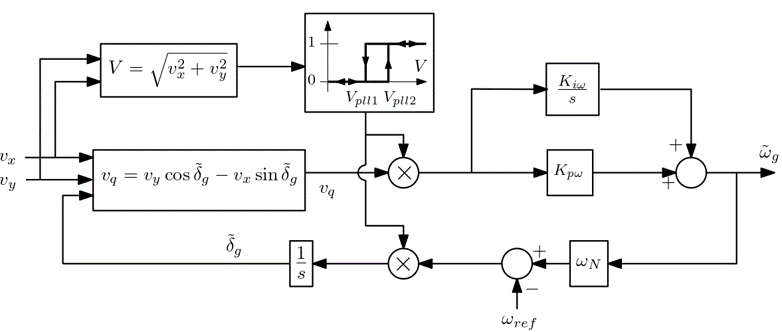 1
0
V
V_{pll1} V_{pll2}
V = \sqrt{v_x^2 + v_y^2}
\frac{K_{i\omega}}{s}
v_x
v_y
v_q = v_y \cos \tilde{\delta}_g - v_x \sin \tilde{\delta}_g
v_q
×
K_{p\omega}
+
+
\tilde{\omega}_g
\tilde{\delta}_g
\frac{1}{s}
×
+
−
\omega_N
\omega_{ref}